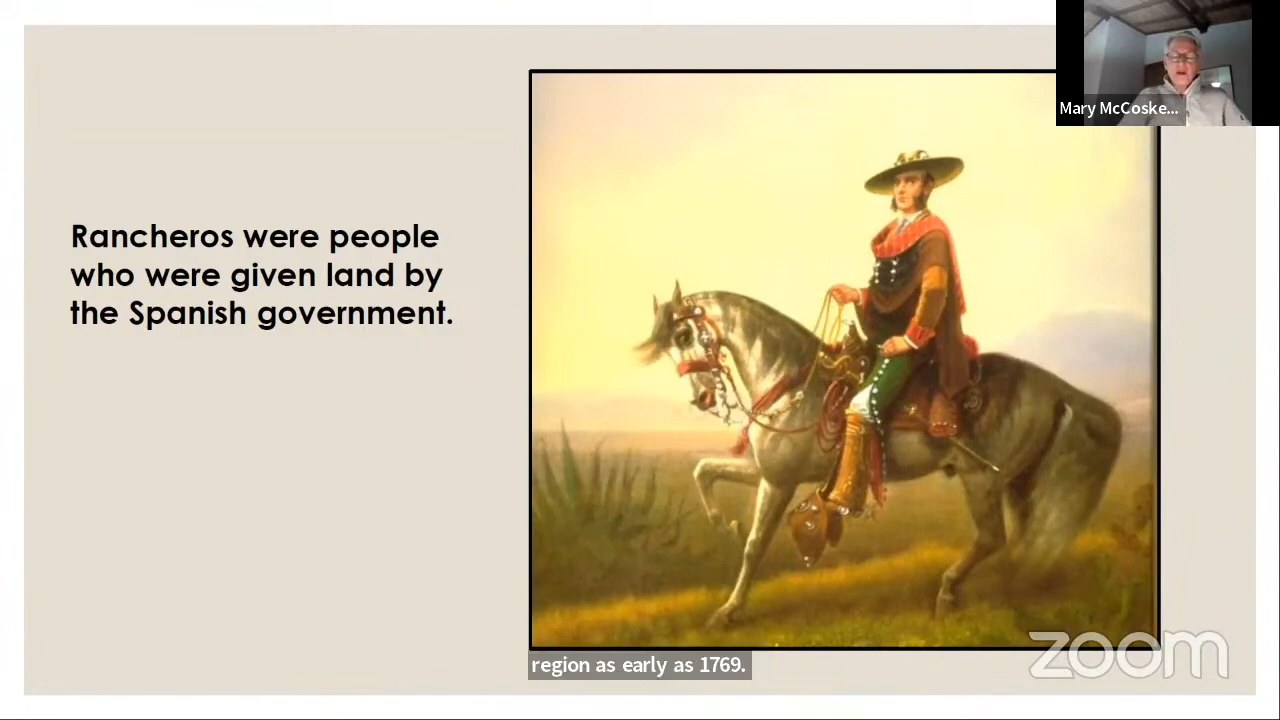 Mary McCoske...
Rancheros were people
who were given land by
the Spanish government.
region as early as 1769.
zoom